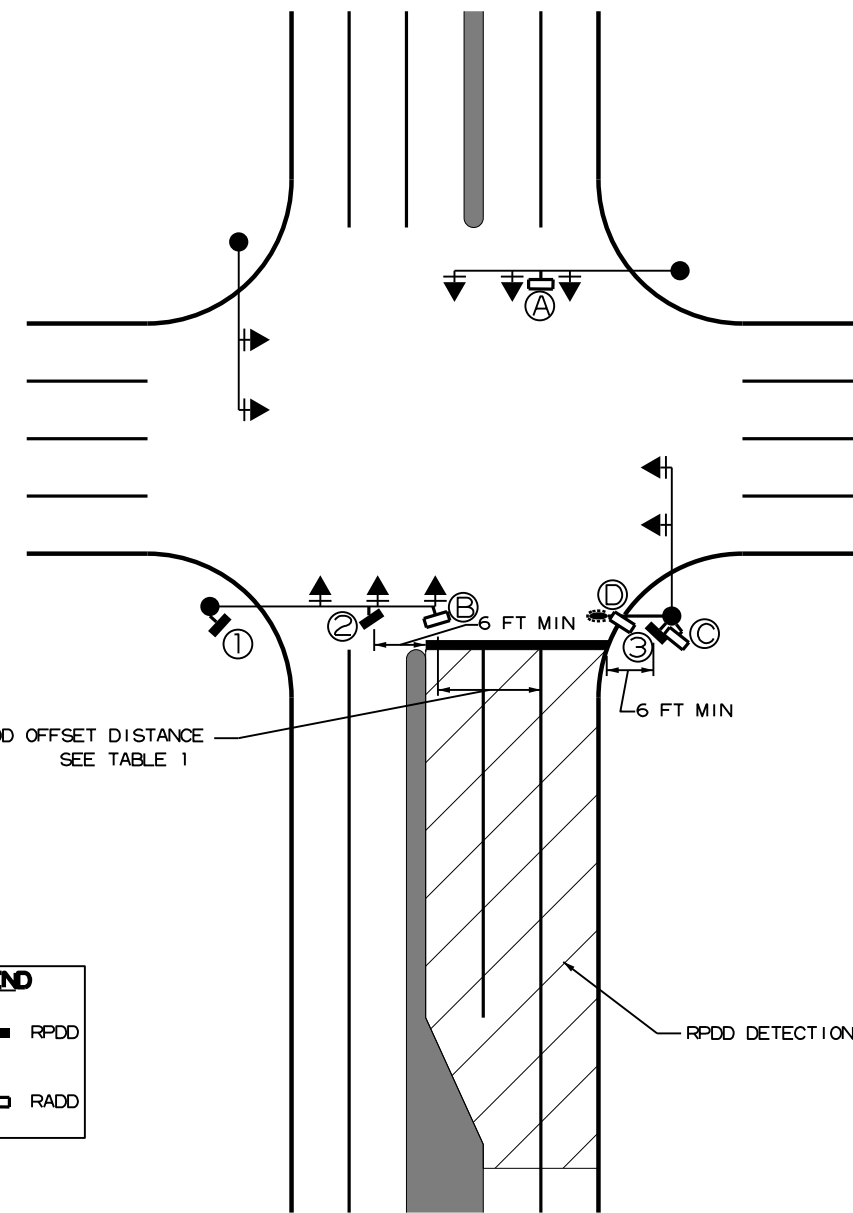 A
B
6 FT MIN
D
1
2
3
C
6 FT MIN
OFFSET DISTANCE
SEE TABLE 1
RPDD
RPDD DETECTION
RADD